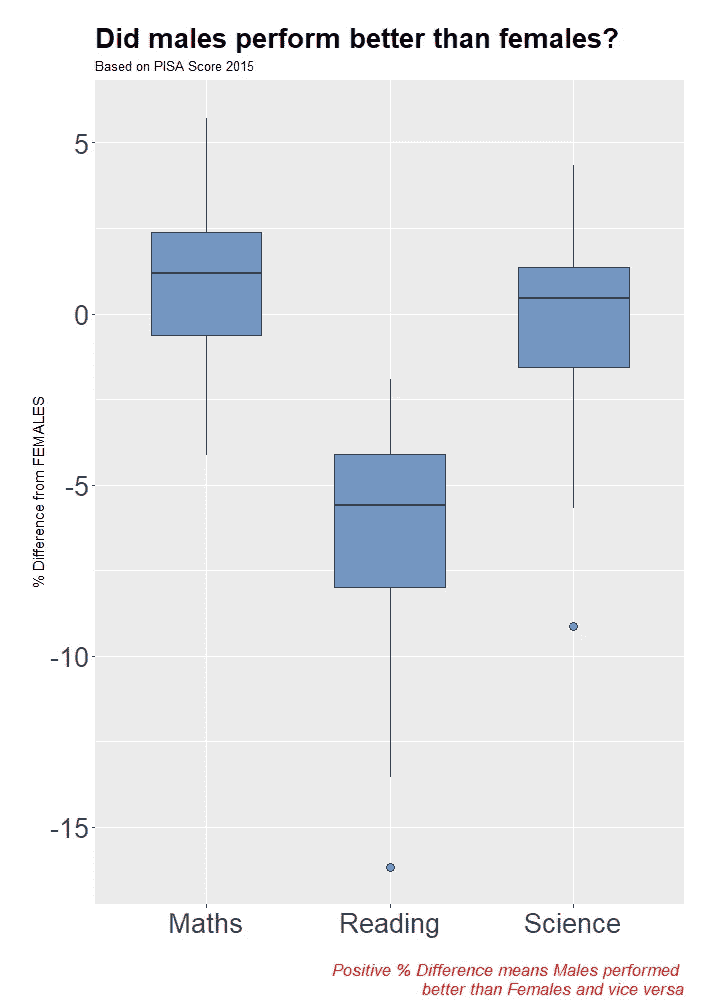 Did males perform better than females?
Based on PISA Score 2015
% Difference from FEMALES
5
0
-5
-10
-15
Maths Reading Science
Positive % Difference means Males performed
better than Females and vice versa